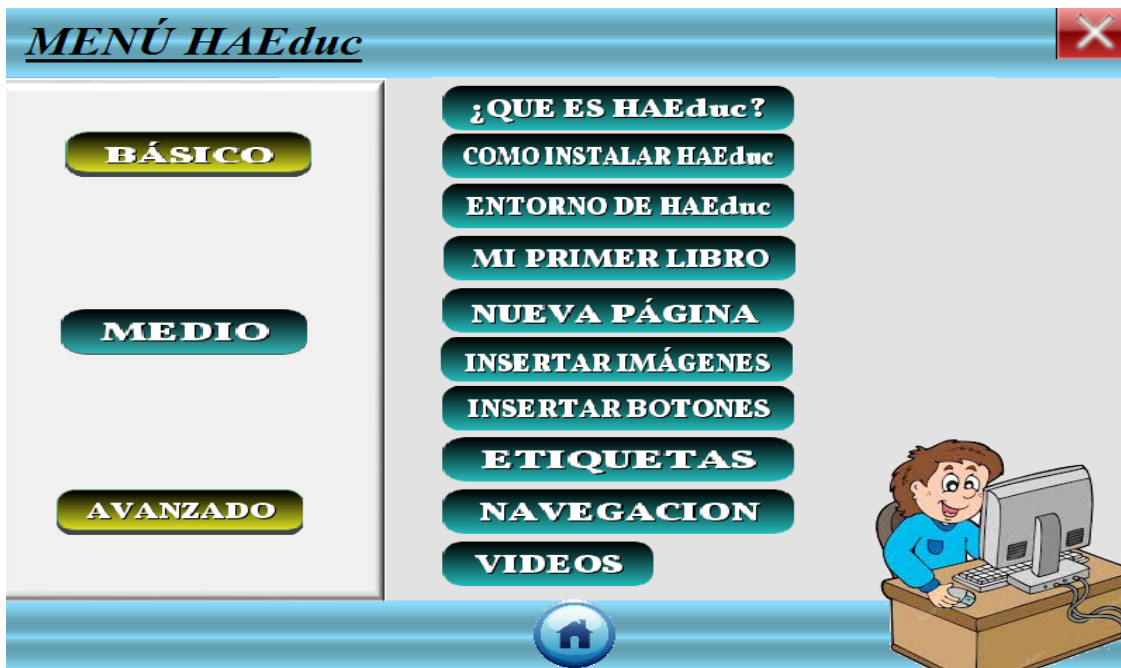 MENÚ HAEduc
BÁSICO
MEDIO
AVANZADO
¿QUE ES HAEduc?
COMO INSTALAR HAEduc
ENTORNO DE HAEduc
MI PRIMER LIBRO
NUEVA PÁGINA
INSERTAR IMÁGENES
INSERTAR BOTONES
ETIQUETAS
NAVEGACION
VIDEOS